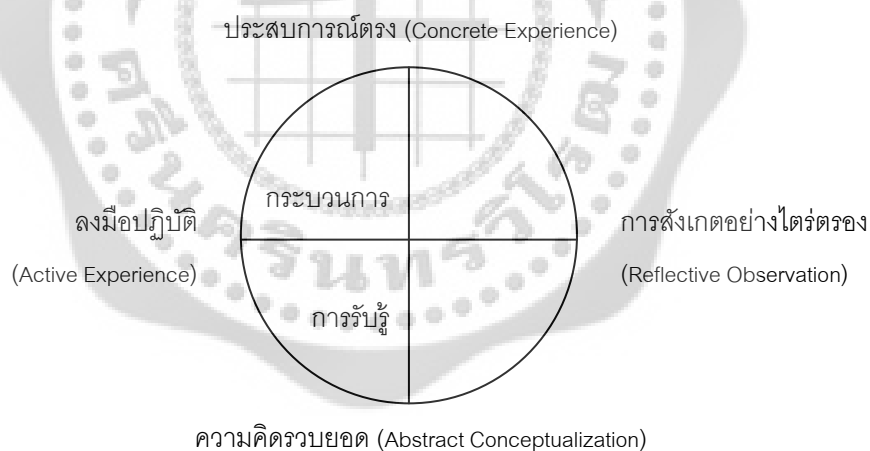 ประสบการณ์ตรง (Concrete Experience)
กระบวนการ
ลงมือปฏิบัติ
(Active Experience)
การสังเกตอย่างไตร่ตรอง
(Reflective Observation)
การรับรู้
ความคิดรวบยอด (Abstract Conceptualization)